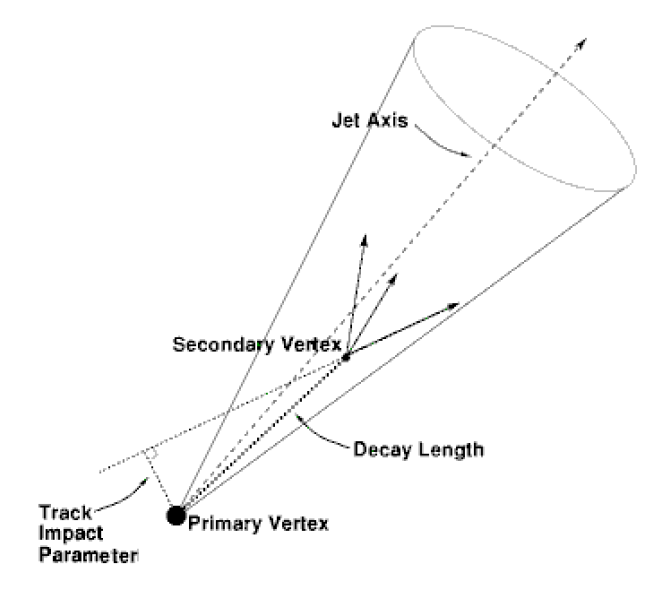 Jet Axis
Secondary Vertex
Decay Length
Track
Impact
Parameter
Primary Vertex